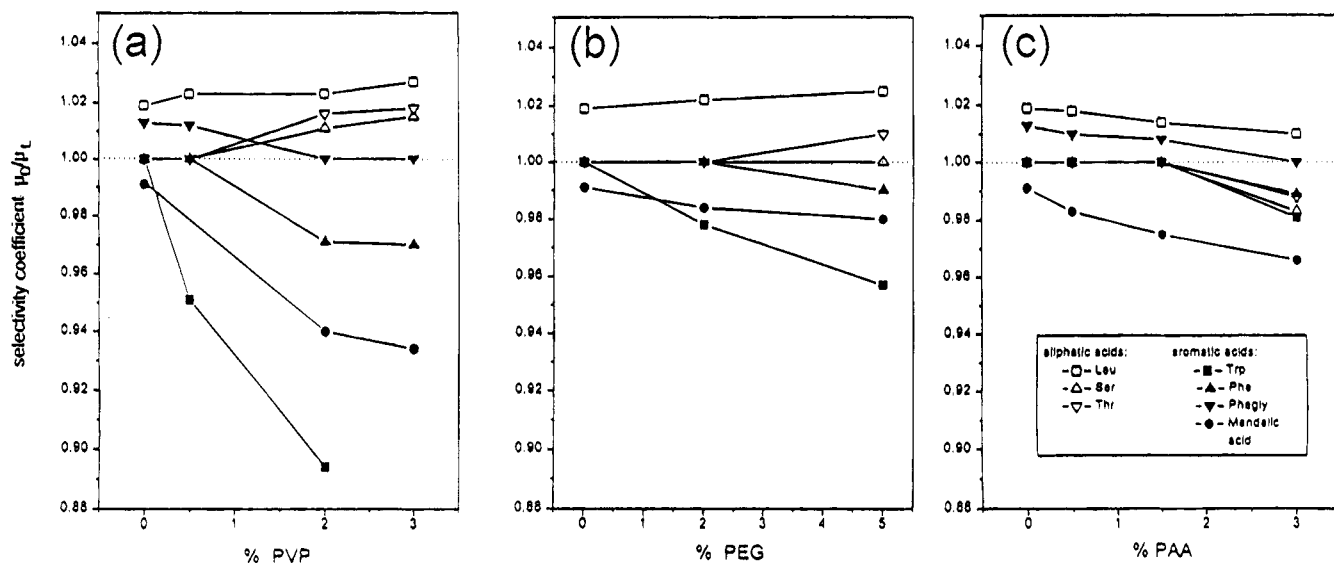 (a)
(b)
(c)
selectivity coefficient μD/μL
1.04
1.02
1.00
0.98
0.96
0.94
0.92
0.90
0.88
0
1
2
3
% PVP
1.04
1.02
1.00
0.98
0.96
0.94
0.92
0.90
0.88
0
1
2
3
4
5
% PEG
1.04
1.02
1.00
0.98
0.96
0.94
0.92
0.90
0.88
0
1
2
3
% PAA
aliphatic acids:
Leu
Ser
Thr
aromatic acids:
Trp
Phe
Phegly
Mandelic
acid